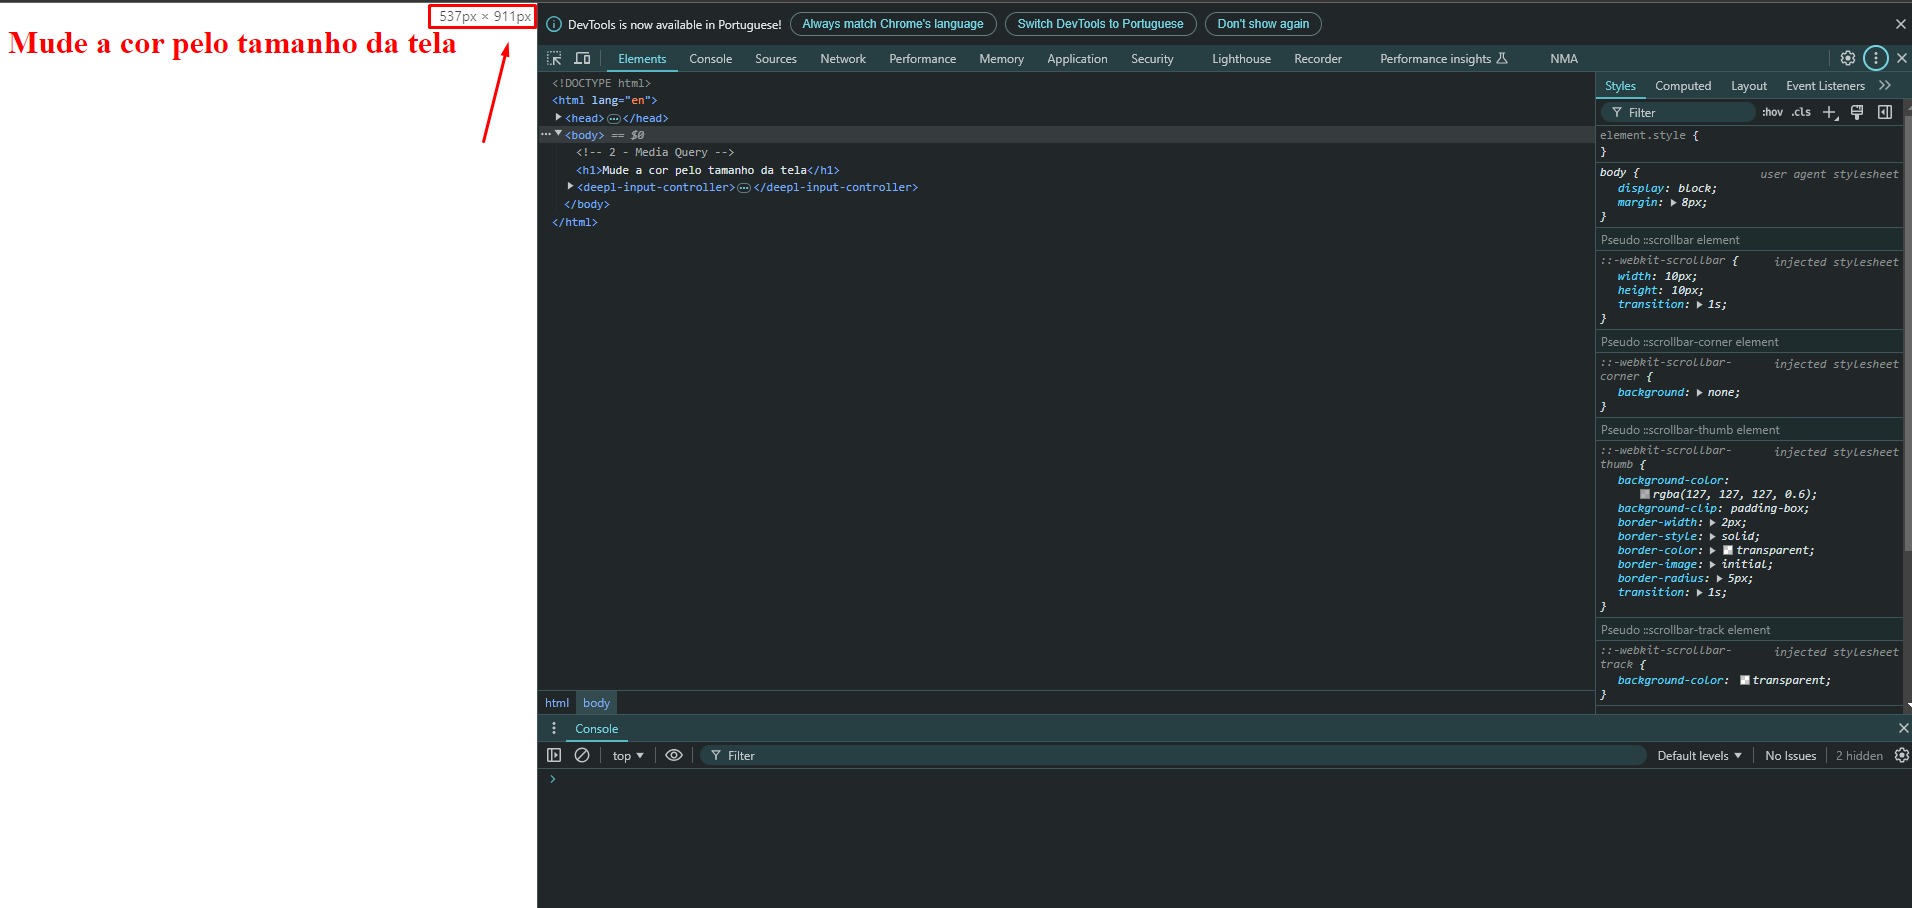 537px × 911px
Mude a cor pelo tamanho da tela
DevTools is now available in Portuguese!
Always match Chrome's language
Switch DevTools to Portuguese
Don't show again
Elements
Console
Sources
Network
Performance
Memory
Application
Security
Lighthouse
Recorder
Performance insights
NMA
<!DOCTYPE html>
<html lang="en">
<head>…</head>
<body> == $0
<!-- 2 - Media Query -->
<h1>Mude a cor pelo tamanho da tela</h1>
<deepl-input-controller>…</deepl-input-controller>
</body>
</html>
Styles
Computed
Layout
Event Listeners
Filter
:hov
.cls
element.style {
}
body {
user agent stylesheet
display: block;
margin: 8px;
}
Pseudo ::scrollbar element
::-webkit-scrollbar {
injected stylesheet
width: 10px;
height: 10px;
transition: 1s;
}
Pseudo ::scrollbar-corner element
::-webkit-scrollbar-
injected stylesheet
corner {
background: none;
}
Pseudo ::scrollbar-thumb element
::-webkit-scrollbar-
injected stylesheet
thumb {
background-color:
rgba(127, 127, 127, 0.6);
background-clip: padding-box;
border-width: 2px;
border-style: solid;
border-color: transparent;
border-image: initial;
border-radius: 5px;
transition: 1s;
}
Pseudo ::scrollbar-track element
::-webkit-scrollbar-
injected stylesheet
track {
background-color: transparent;
}
html
body
Console
top
Filter
Default levels
No Issues
2 hidden